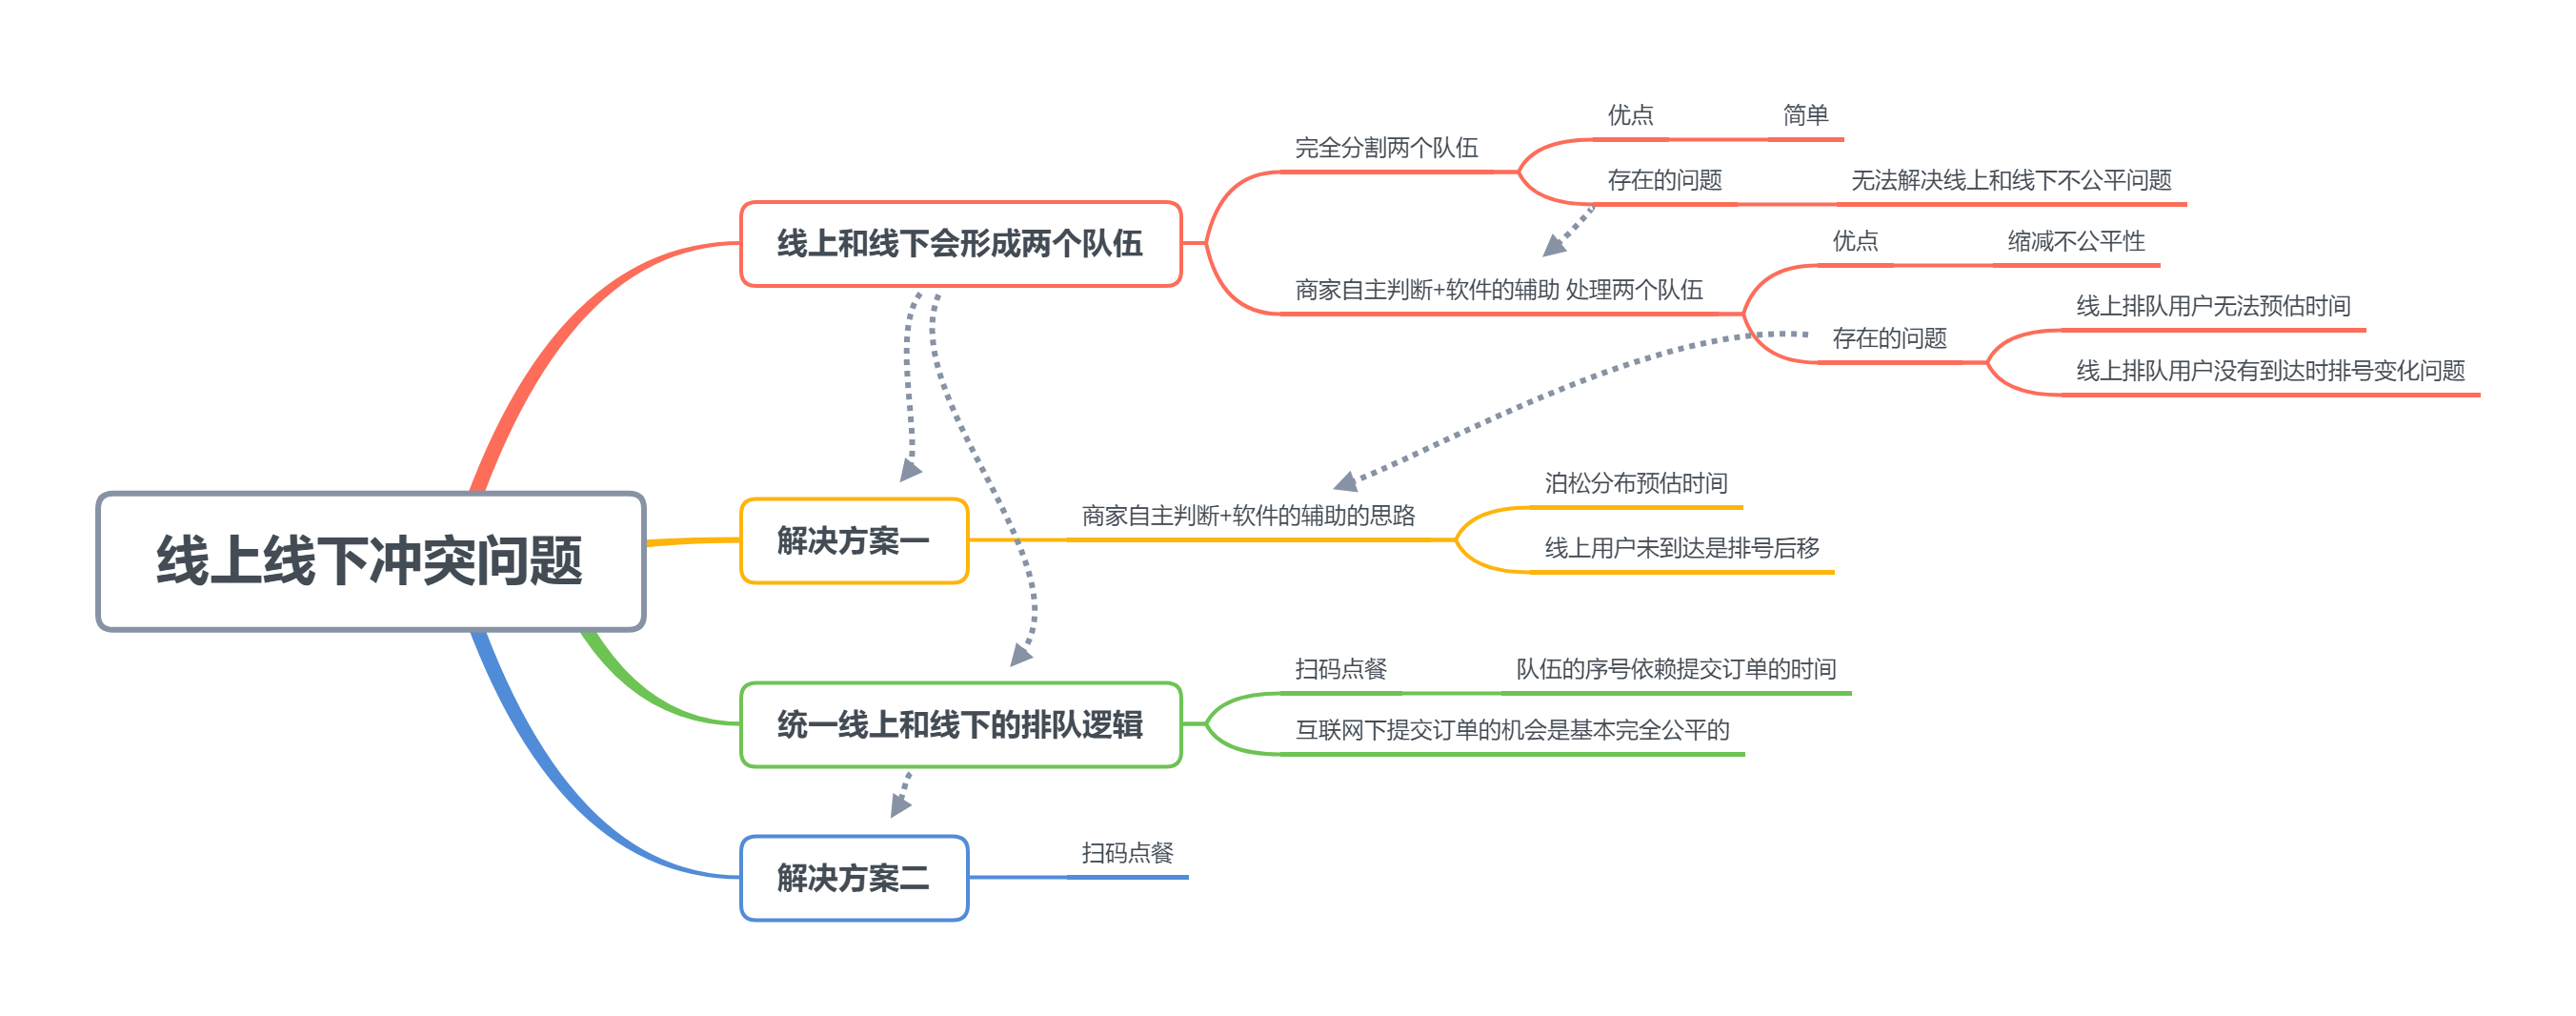 线上线下冲突问题
线上和线下会形成两个队伍
完全分割两个队伍
优点
简单
存在的问题
无法解决线上和线下不公平问题
商家自主判断+软件的辅助 处理两个队伍
优点
缩减不公平性
存在的问题
线上排队用户无法预估时间
线上排队用户没有到达时排号变化问题
解决方案一
商家自主判断+软件的辅助的思路
泊松分布预估时间
线上用户未到达是排号后移
统一线上和线下的排队逻辑
扫码点餐
队伍的序号依赖提交订单的时间
互联网下提交订单的机会是基本完全公平的
解决方案二
扫码点餐